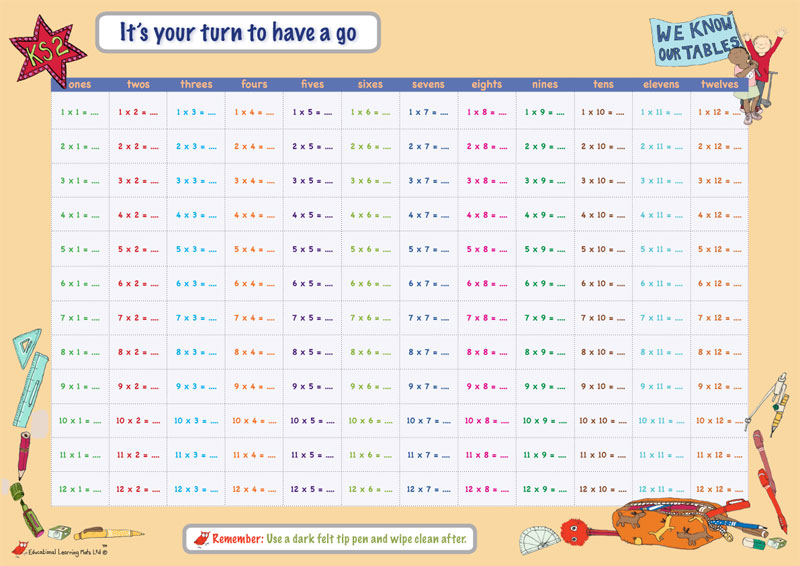 It's your turn to have a go
KS2
WE KNOW
OUR TABLES
ones twos threes fours fives sixes sevens eights nines tens elevens twelves
1 x 1 = .... 1 x 2 = .... 1 x 3 = .... 1 x 4 = .... 1 x 5 = .... 1 x 6 = .... 1 x 7 = .... 1 x 8 = .... 1 x 9 = .... 1 x 10 = .... 1 x 11 = .... 1 x 12 = ....
2 x 1 = .... 2 x 2 = .... 2 x 3 = .... 2 x 4 = .... 2 x 5 = .... 2 x 6 = .... 2 x 7 = .... 2 x 8 = .... 2 x 9 = .... 2 x 10 = .... 2 x 11 = .... 2 x 12 = ....
3 x 1 = .... 3 x 2 = .... 3 x 3 = .... 3 x 4 = .... 3 x 5 = .... 3 x 6 = .... 3 x 7 = .... 3 x 8 = .... 3 x 9 = .... 3 x 10 = .... 3 x 11 = .... 3 x 12 = ....
4 x 1 = .... 4 x 2 = .... 4 x 3 = .... 4 x 4 = .... 4 x 5 = .... 4 x 6 = .... 4 x 7 = .... 4 x 8 = .... 4 x 9 = .... 4 x 10 = .... 4 x 11 = .... 4 x 12 = ....
5 x 1 = .... 5 x 2 = .... 5 x 3 = .... 5 x 4 = .... 5 x 5 = .... 5 x 6 = .... 5 x 7 = .... 5 x 8 = .... 5 x 9 = .... 5 x 10 = .... 5 x 11 = .... 5 x 12 = ....
6 x 1 = .... 6 x 2 = .... 6 x 3 = .... 6 x 4 = .... 6 x 5 = .... 6 x 6 = .... 6 x 7 = .... 6 x 8 = .... 6 x 9 = .... 6 x 10 = .... 6 x 11 = .... 6 x 12 = ....
7 x 1 = .... 7 x 2 = .... 7 x 3 = .... 7 x 4 = .... 7 x 5 = .... 7 x 6 = .... 7 x 7 = .... 7 x 8 = .... 7 x 9 = .... 7 x 10 = .... 7 x 11 = .... 7 x 12 = ....
8 x 1 = .... 8 x 2 = .... 8 x 3 = .... 8 x 4 = .... 8 x 5 = .... 8 x 6 = .... 8 x 7 = .... 8 x 8 = .... 8 x 9 = .... 8 x 10 = .... 8 x 11 = .... 8 x 12 = ....
9 x 1 = .... 9 x 2 = .... 9 x 3 = .... 9 x 4 = .... 9 x 5 = .... 9 x 6 = .... 9 x 7 = .... 9 x 8 = .... 9 x 9 = .... 9 x 10 = .... 9 x 11 = .... 9 x 12 = ....
10 x 1 = .... 10 x 2 = .... 10 x 3 = .... 10 x 4 = .... 10 x 5 = .... 10 x 6 = .... 10 x 7 = .... 10 x 8 = .... 10 x 9 = .... 10 x 10 = .... 10 x 11 = .... 10 x 12 = ....
11 x 1 = .... 11 x 2 = .... 11 x 3 = .... 11 x 4 = .... 11 x 5 = .... 11 x 6 = .... 11 x 7 = .... 11 x 8 = .... 11 x 9 = .... 11 x 10 = .... 11 x 11 = .... 11 x 12 = ....
12 x 1 = .... 12 x 2 = .... 12 x 3 = .... 12 x 4 = .... 12 x 5 = .... 12 x 6 = .... 12 x 7 = .... 12 x 8 = .... 12 x 9 = .... 12 x 10 = .... 12 x 11 = .... 12 x 12 = ....
Remember: Use a dark felt tip pen and wipe clean after.
Educational Learning Mats Ltd ©